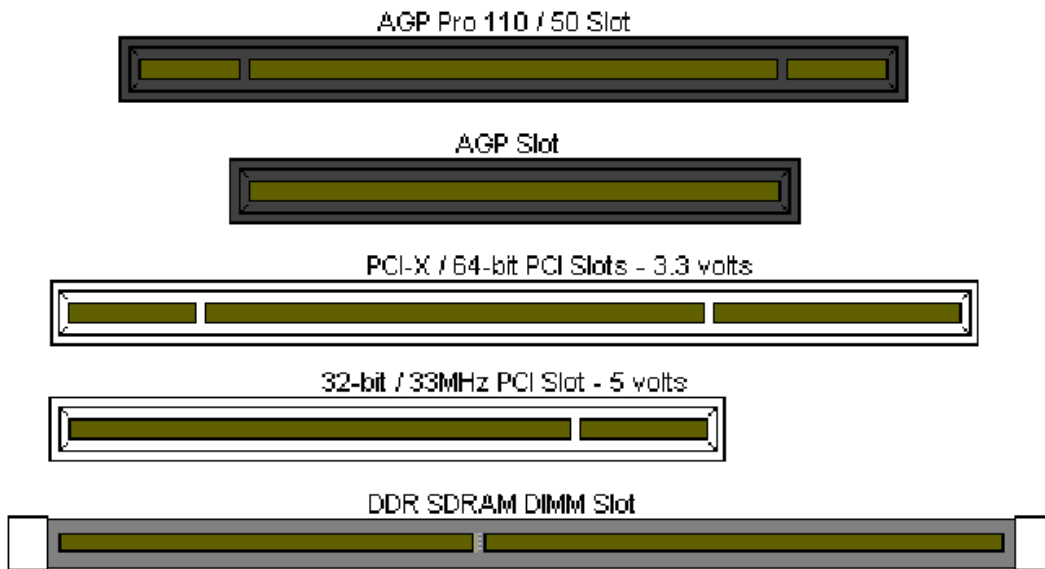 AGP Pro 110 / 50 Slot
AGP Slot
PCI-X / 64-bit PCI Slots - 3.3 volts
32-bit / 33MHz PCI Slot - 5 volts
DDR SDRAM DIMM Slot